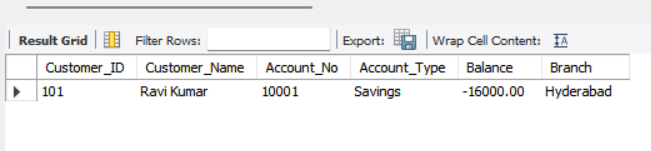 Result Grid Filter Rows: Export: Wrap Cell Content: IA
Customer_ID Customer_Name Account_No Account_Type Balance Branch
101 Ravi Kumar 10001 Savings -16000.00 Hyderabad